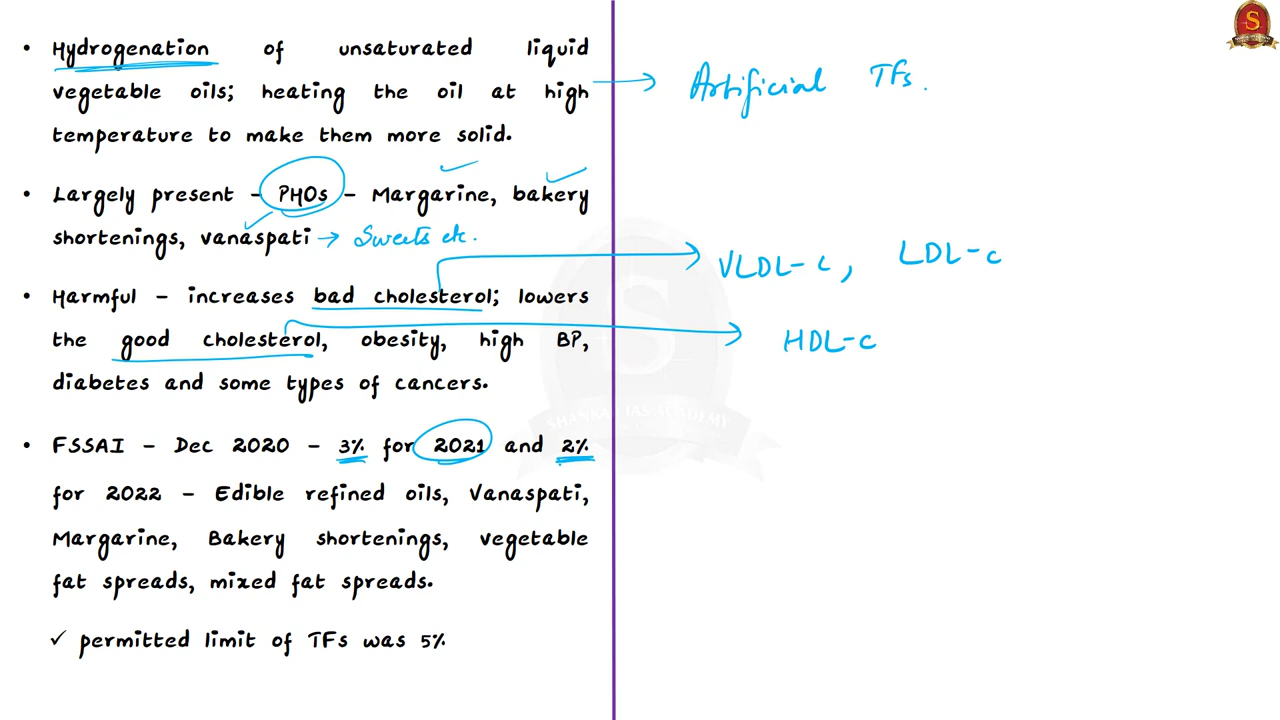 • Hydrogenation of unsaturated liquid
vegetable oils; heating the oil at high
temperature to make them more solid.
→ Artificial TFs.
• Largely present - PHOs - Margarine, bakery
shortenings, vanaspati → Sweets etc.
• Harmful - increases bad cholesterol; lowers
the good cholesterol, obesity, high BP,
diabetes and some types of cancers.
→ VLDL-c, LDL-c
→ HDL-c
• FSSAI - Dec 2020 - 3% for 2021 and 2%
for 2022 - Edible refined oils, Vanaspati,
Margarine, Bakery shortenings, vegetable
fat spreads, mixed fat spreads.
✓ permitted limit of TFs was 5%
S
SHANKAR IAS ACADEMY
S